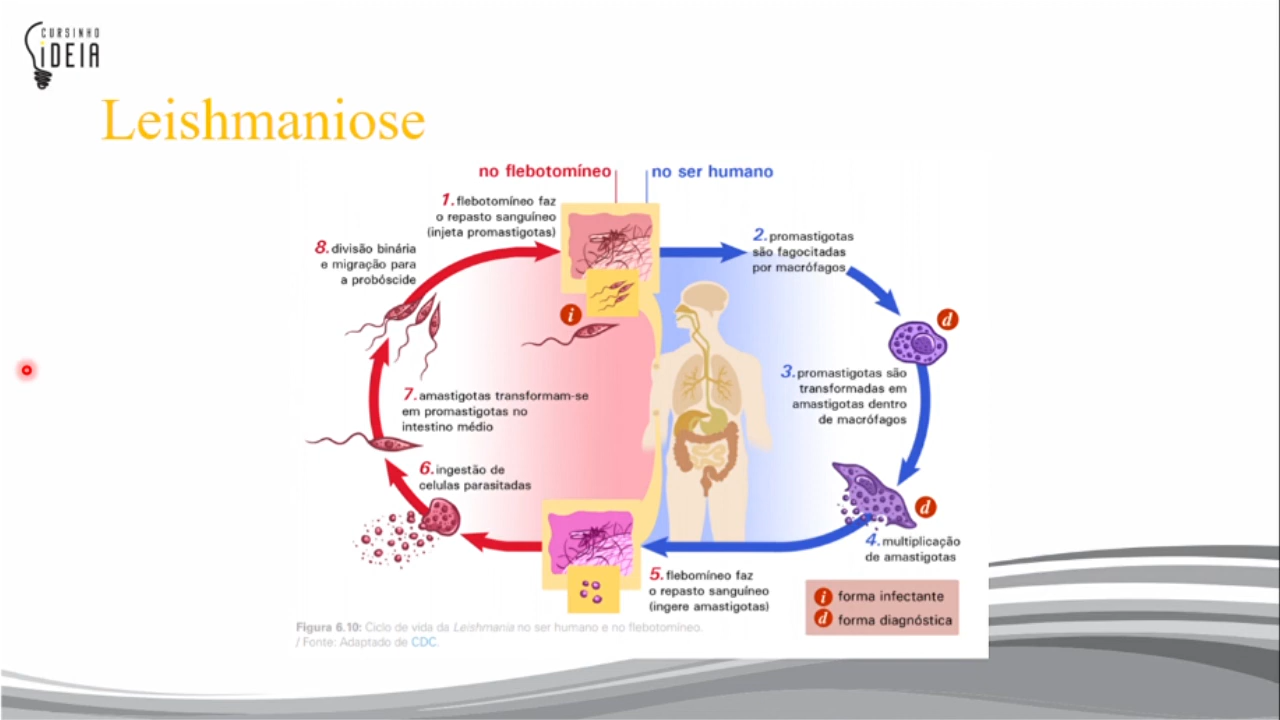 CURSINHO
iDEIA
Leishmaniose
no flebotomíneo
no ser humano
1. flebotomíneo faz
o repasto sanguíneo
(injeta promastigotas)
2. promastigotas
são fagocitadas
por macrófagos
8. divisão binária
e migração para
a probóscide
i
d
3. promastigotas são
transformadas em
amastigotas dentro
de macrófagos
7. amastigotas transformam-se
em promastigotas no
intestino médio
6. ingestão de
celulas parasitadas
d
4. multiplicação
de amastigotas
5. flebomíneo faz
o repasto sanguíneo
(ingere amastigotas)
i forma infectante
d forma diagnóstica
Figura 6.10: Ciclo de vida da Leishmania no ser humano e no flebotomíneo.
/ Fonte: Adaptado de CDC.